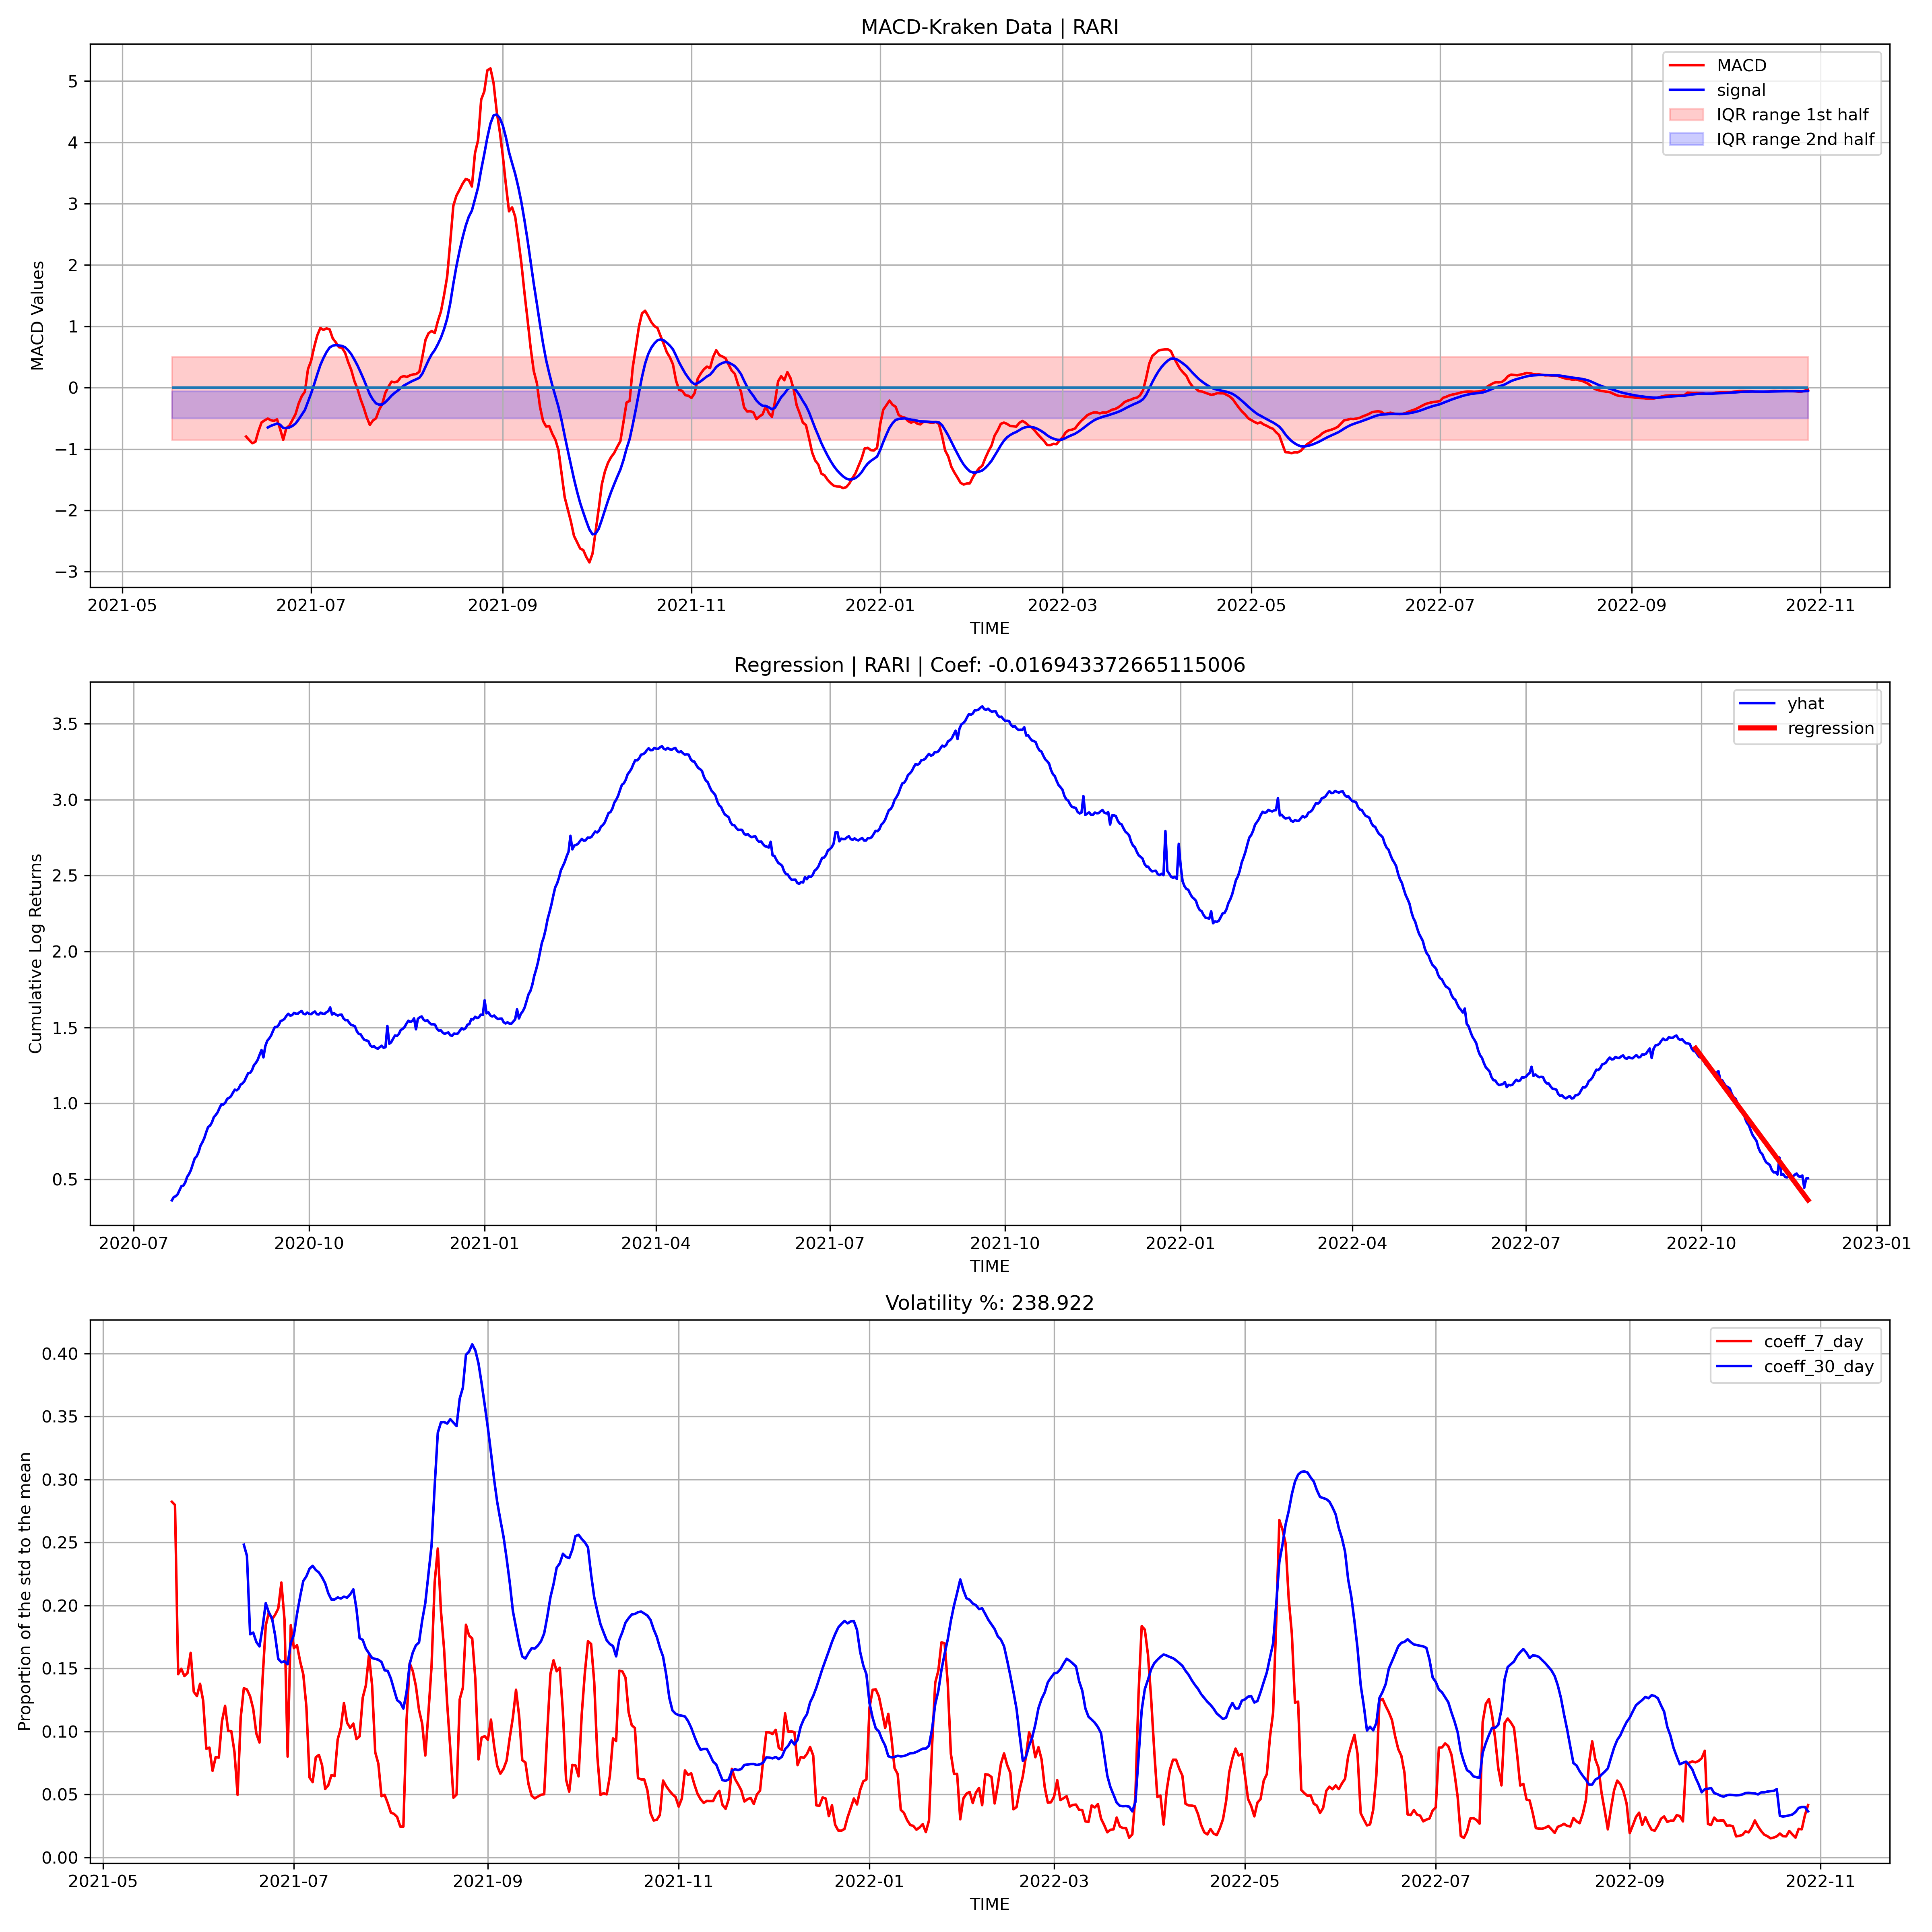 MACD-Kraken Data | RARI
MACD Values
5
4
3
2
1
0
−1
−2
−3
MACD
signal
IQR range 1st half
IQR range 2nd half
2021-05 2021-07 2021-09 2021-11 2022-01 2022-03 2022-05 2022-07 2022-09 2022-11
TIME
Regression | RARI | Coef: -0.016943372665115006
Cumulative Log Returns
3.5
3.0
2.5
2.0
1.5
1.0
0.5
yhat
regression
2020-07 2020-10 2021-01 2021-04 2021-07 2021-10 2022-01 2022-04 2022-07 2022-10 2023-01
TIME
Volatility %: 238.922
Proportion of the std to the mean
0.40
0.35
0.30
0.25
0.20
0.15
0.10
0.05
0.00
coeff_7_day
coeff_30_day
2021-05 2021-07 2021-09 2021-11 2022-01 2022-03 2022-05 2022-07 2022-09 2022-11
TIME